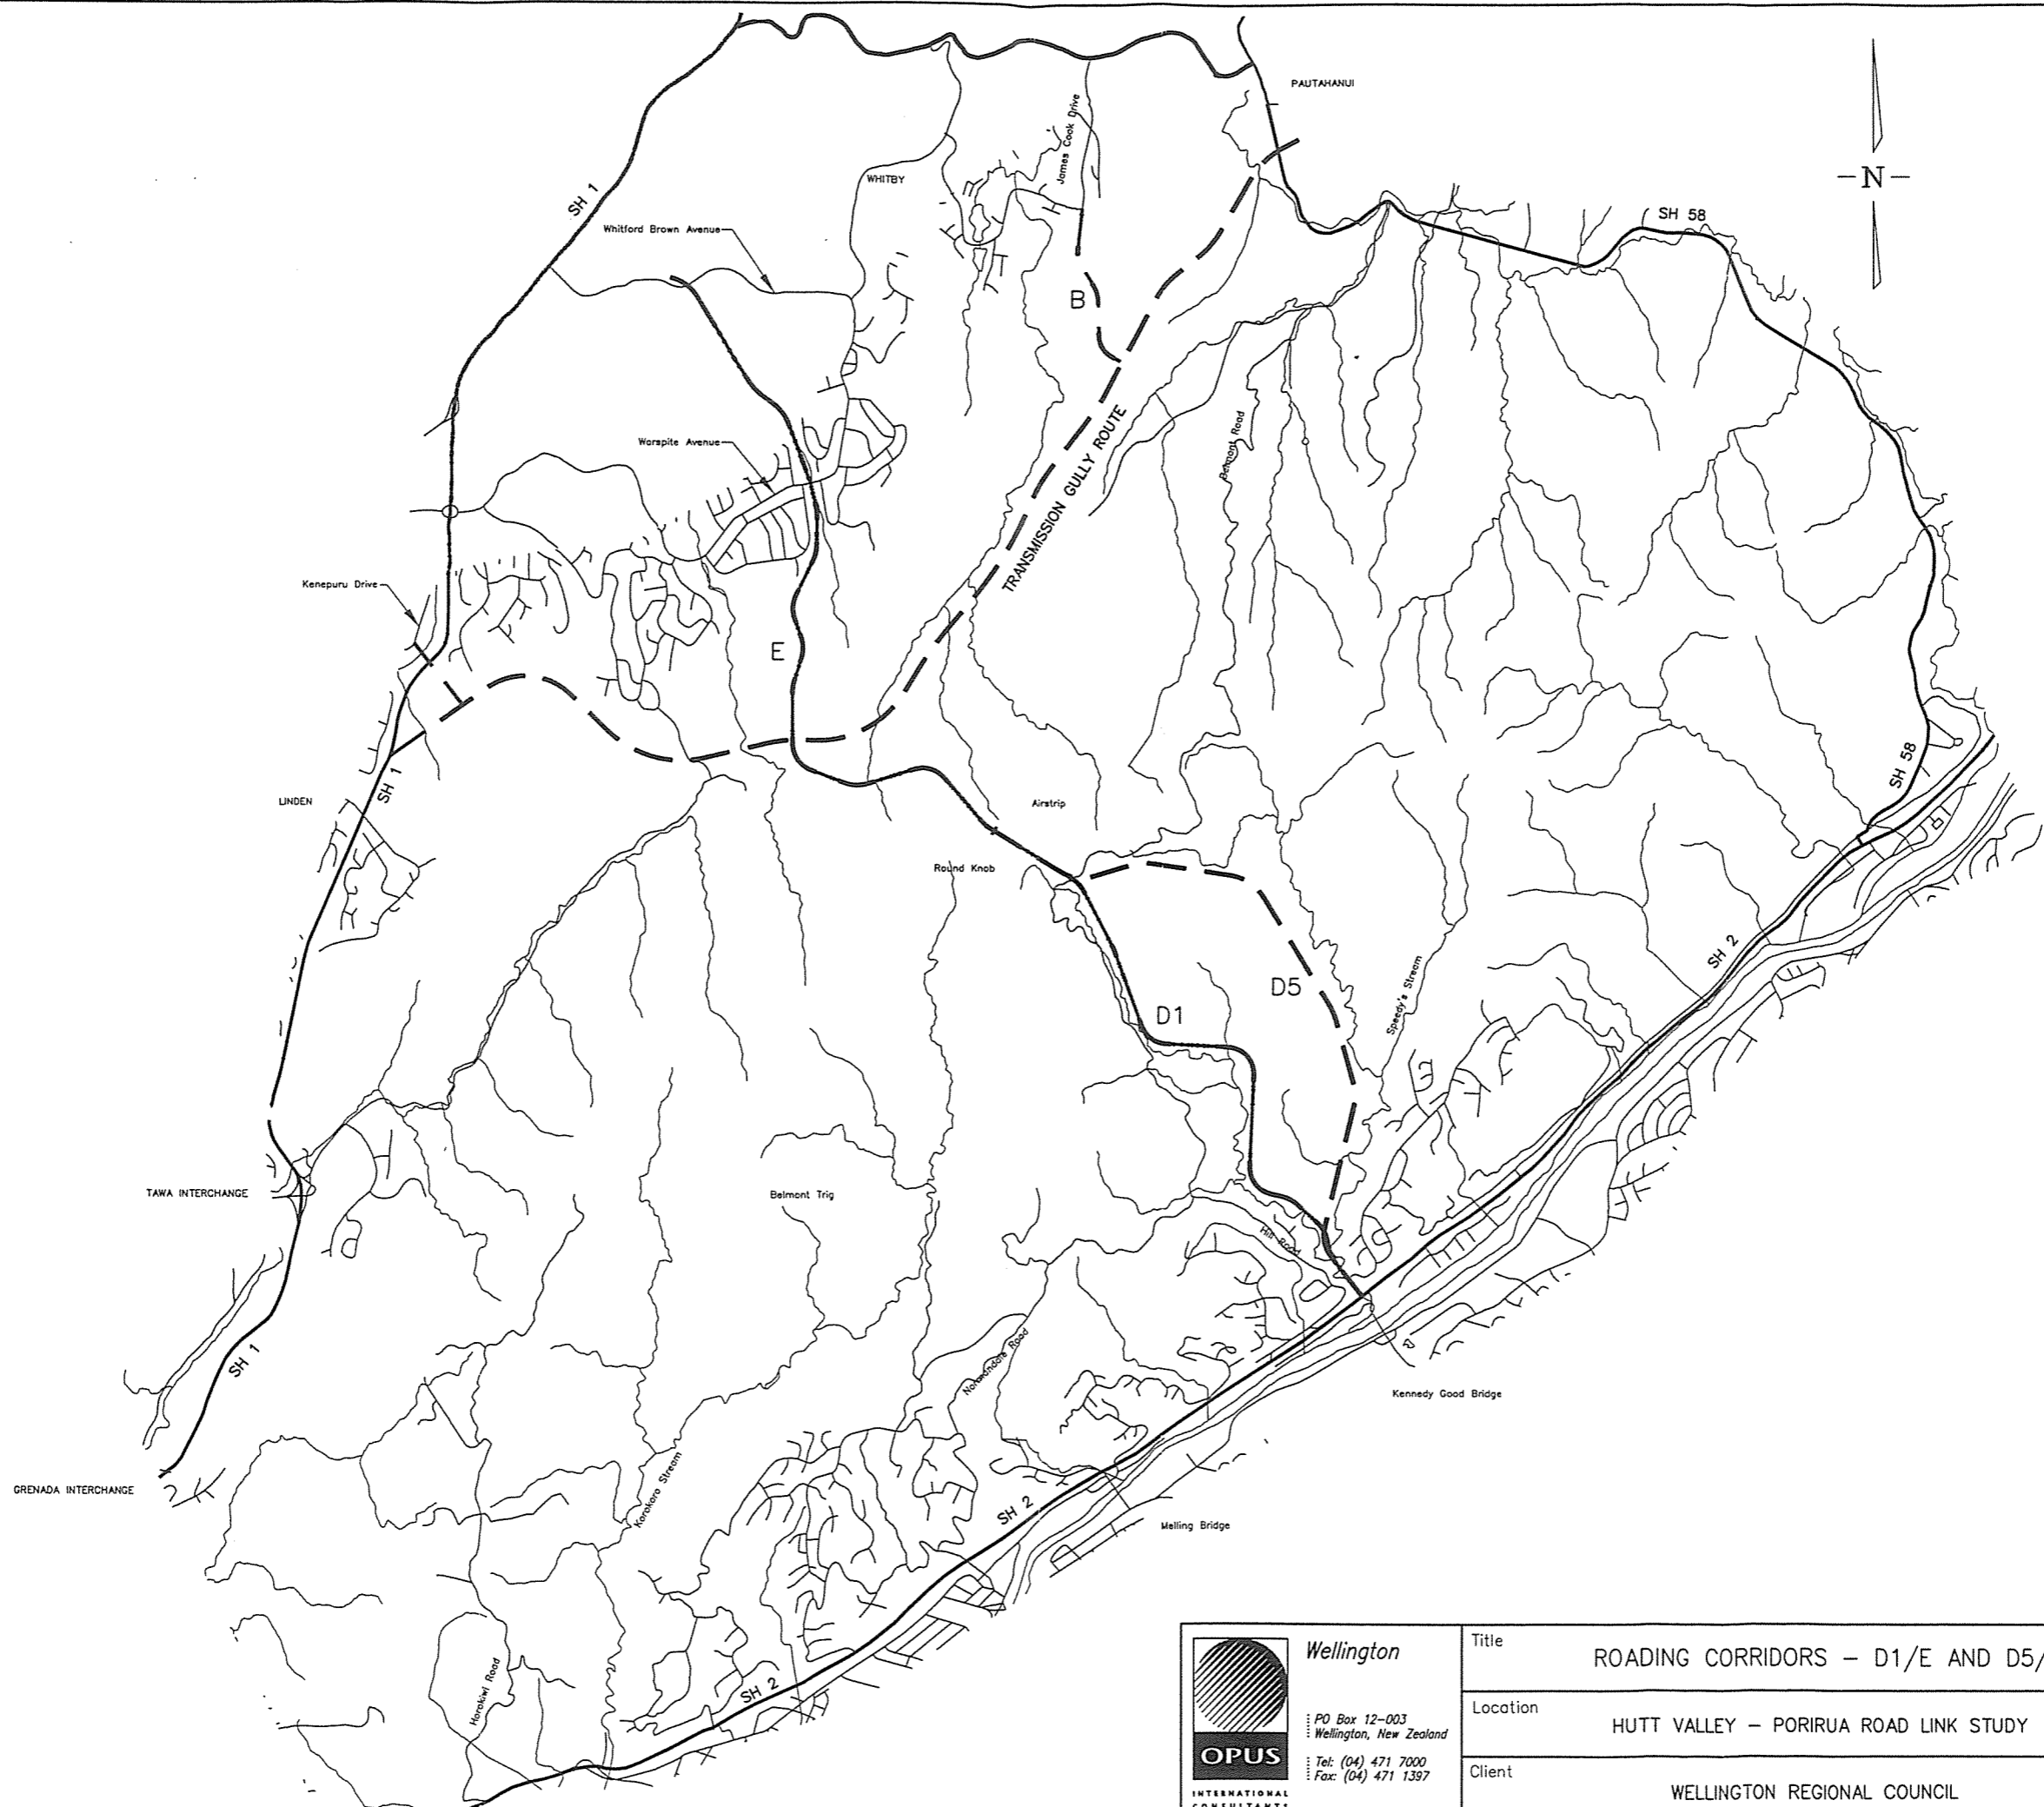 PAUTAHANUI
James Cook Drive
N
WHITBY
SH 1
SH 58
Whitford Brown Avenue
B
TRANSMISSION GULLY ROUTE
Belmont Road
Warspite Avenue
Kenepuru Drive
E
SH 1
SH 58
LINDEN
Airstrip
Round Knob
SH 2
D5
Speedy's Stream
D1
TAWA INTERCHANGE
Belmont Trig
Hill Road
SH 1
Normandale Road
Kennedy Good Bridge
GRENADA INTERCHANGE
Korokoro Stream
SH 2
Melling Bridge
Horokiwi Road
SH 2
OPUS
INTERNATIONAL
CONSULTANTS
Wellington
PO Box 12-003
Wellington, New Zealand
Tel: (04) 471 7000
Fax: (04) 471 1397
Title
ROADING CORRIDORS – D1/E AND D5/
Location
HUTT VALLEY – PORIRUA ROAD LINK STUDY
Client
WELLINGTON REGIONAL COUNCIL